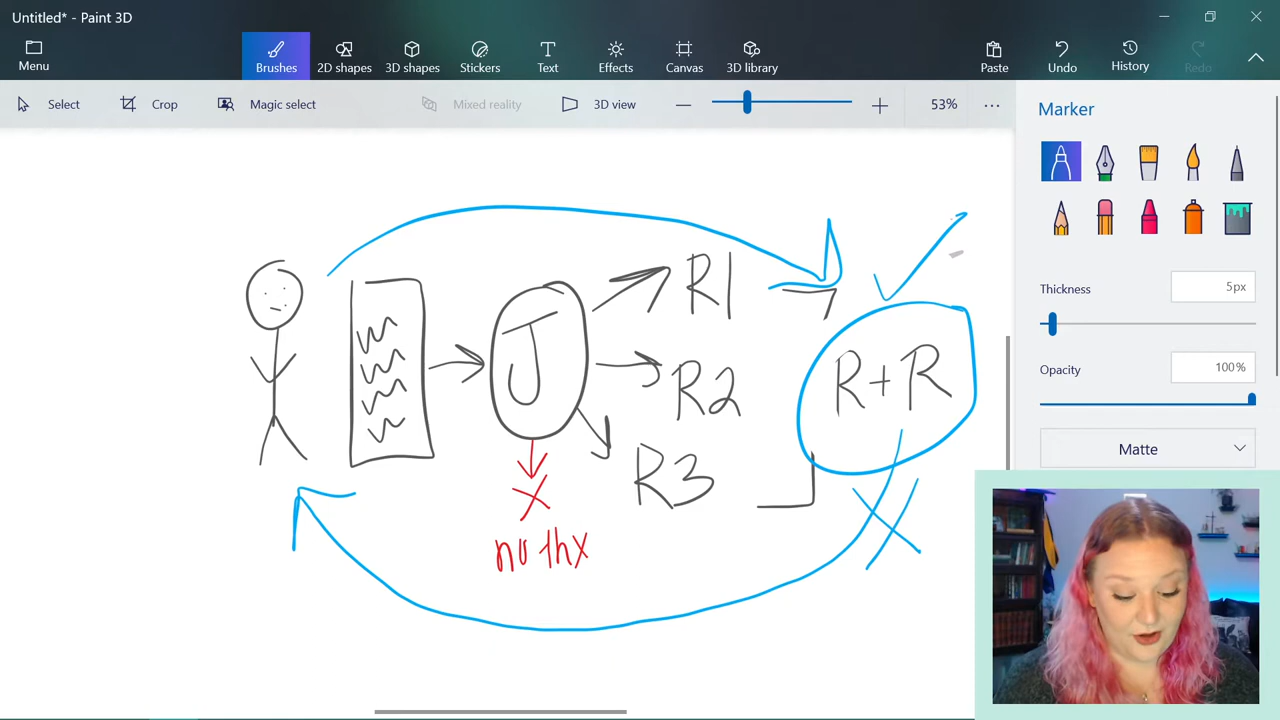 Untitled* - Paint 3D
Menu
Brushes
2D shapes
3D shapes
Stickers
Text
Effects
Canvas
3D library
Paste
Undo
History
Redo
Select
Crop
Magic select
Mixed reality
3D view
53%
Marker
Thickness
5px
Opacity
100%
Matte
J
R1
R2
R3
R+R
X
no thx